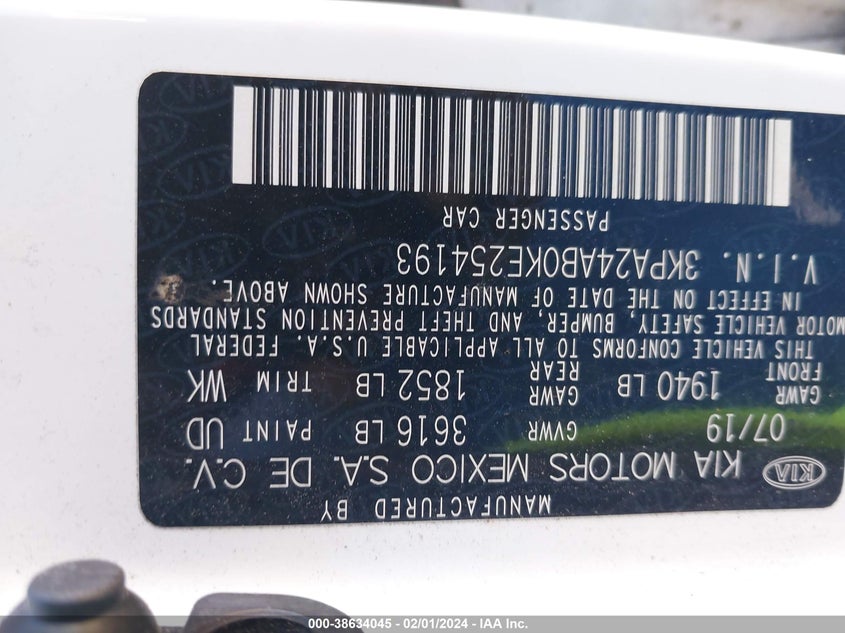 MANUFACTURED BY
KIA KIA MOTORS MEXICO S.A. DE C.V.
07/19 GVWR 3616 LB PAINT UD
GAWR FRONT 1940 LB GAWR REAR 1852 LB TRIM WK
THIS VEHICLE CONFORMS TO ALL APPLICABLE U.S.A. FEDERAL
MOTOR VEHICLE SAFETY, BUMPER, AND THEFT PREVENTION STANDARDS
IN EFFECT ON THE DATE OF MANUFACTURE SHOWN ABOVE.
V.I.N. 3KPA24AB0KE254193
PASSENGER CAR
000-38634045 - 02/01/2024 - IAA Inc.